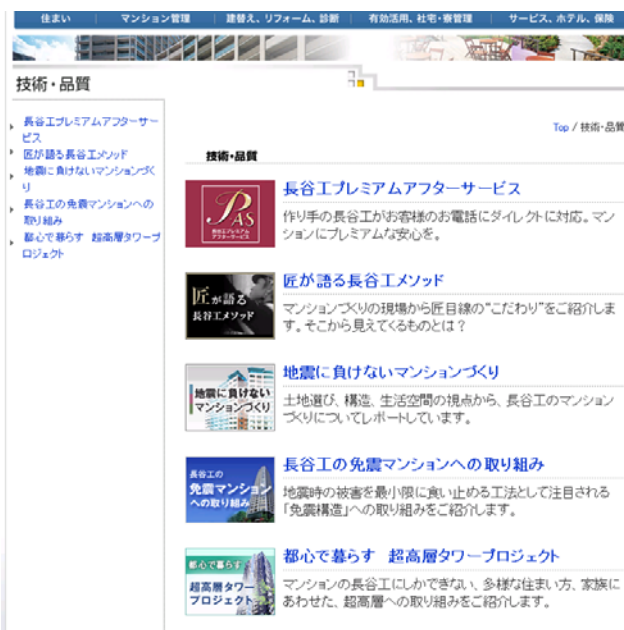 住まい マンション管理 建替え、リフォーム、診断 有効活用、社宅・寮管理 サービス、ホテル、保険
技術・品質
長谷工プレミアムアフターサー
ビス
匠が語る長谷工メソッド
地震に負けないマンションづく
り
長谷工の免震マンションへの
取り組み
都心で暮らす 超高層タワープ
ロジェクト
Top / 技術・品質
技術・品質
PAS
長谷工プレミアム
アフターサービス
長谷工プレミアムアフターサービス
作り手の長谷工がお客様のお電話にダイレクトに対応。マン
ションにプレミアムな安心を。
匠が語る
長谷工メソッド
匠が語る長谷工メソッド
マンションづくりの現場から匠目線の“こだわり”をご紹介しま
す。そこから見えてくるものとは？
地震に負けない
マンションづくり
地震に負けないマンションづくり
土地選び、構造、生活空間の視点から、長谷工のマンション
づくりについてレポートしています。
長谷工の
免震マンション
への取り組み
長谷工の免震マンションへの取り組み
地震時の被害を最小限に食い止める工法として注目される
「免震構造」への取り組みをご紹介します。
都心で暮らす
超高層タワー
プロジェクト
都心で暮らす 超高層タワープロジェクト
マンションの長谷工にしかできない、多様な住まい方、家族に
あわせた、超高層への取り組みをご紹介します。